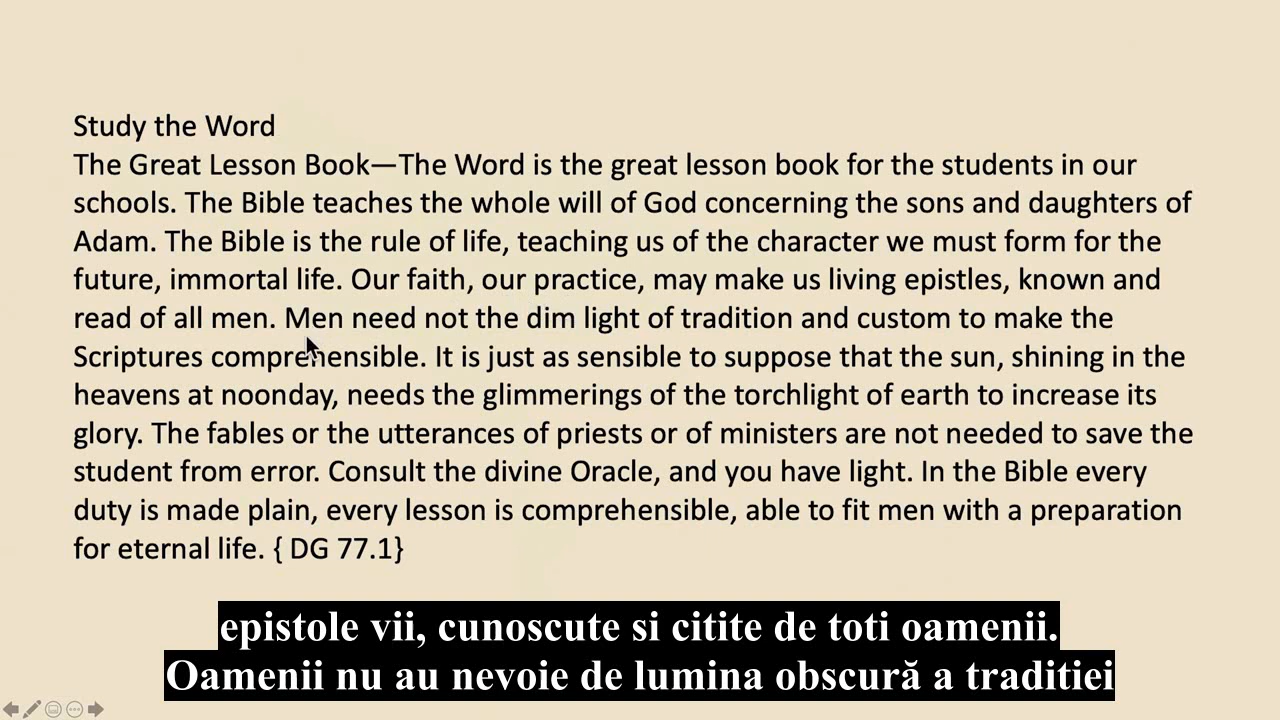 Study the Word
The Great Lesson Book—The Word is the great lesson book for the students in our
schools. The Bible teaches the whole will of God concerning the sons and daughters of
Adam. The Bible is the rule of life, teaching us of the character we must form for the
future, immortal life. Our faith, our practice, may make us living epistles, known and
read of all men. Men need not the dim light of tradition and custom to make the
Scriptures comprehensible. It is just as sensible to suppose that the sun, shining in the
heavens at noonday, needs the glimmerings of the torchlight of earth to increase its
glory. The fables or the utterances of priests or of ministers are not needed to save the
student from error. Consult the divine Oracle, and you have light. In the Bible every
duty is made plain, every lesson is comprehensible, able to fit men with a preparation
for eternal life. { DG 77.1}
epistole vii, cunoscute si citite de toti oamenii.
Oamenii nu au nevoie de lumina obscură a traditiei